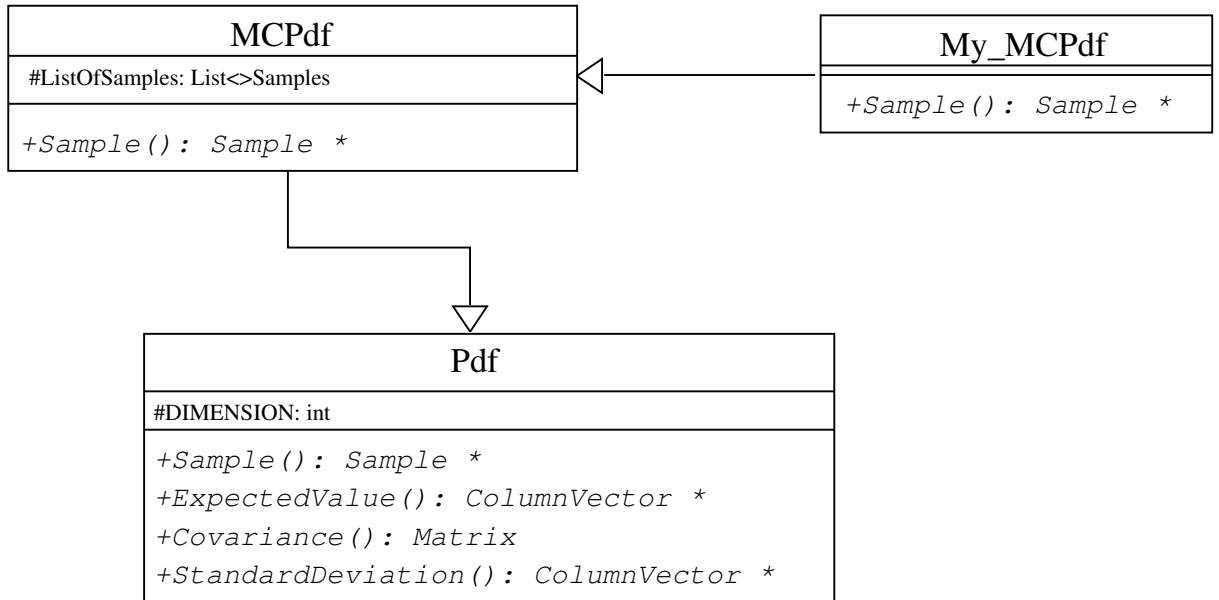 MCPdf
#ListOfSamples: List<>Samples
+Sample(): Sample *
My_MCPdf
+Sample(): Sample *
Pdf
#DIMENSION: int
+Sample(): Sample *
+ExpectedValue(): ColumnVector *
+Covariance(): Matrix
+StandardDeviation(): ColumnVector *